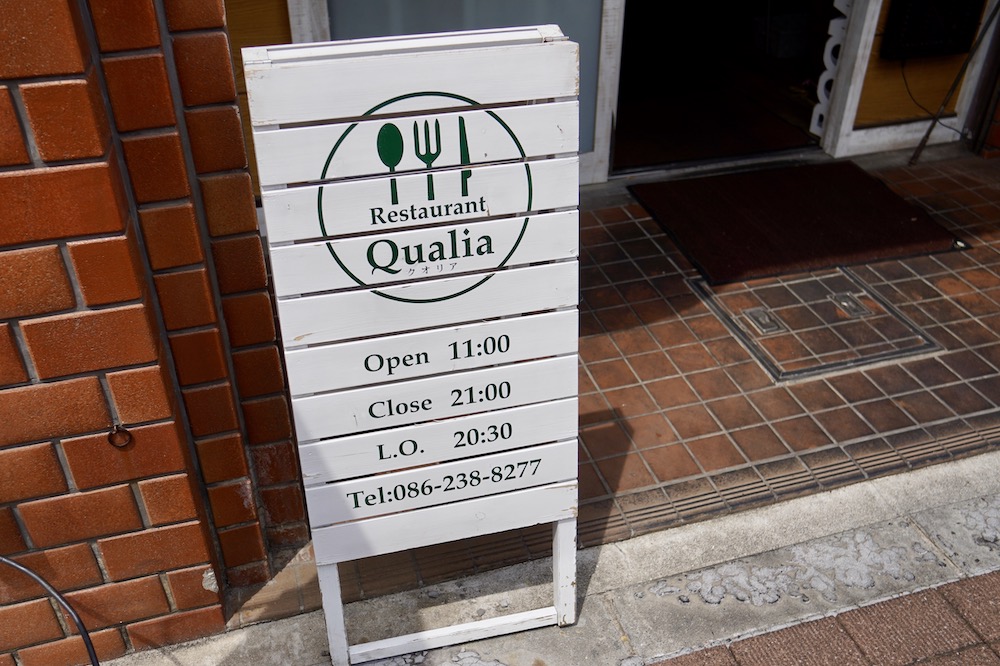 Restaurant
Qualia
クオリア
Open 11:00
Close 21:00
L.O. 20:30
Tel:086-238-8277